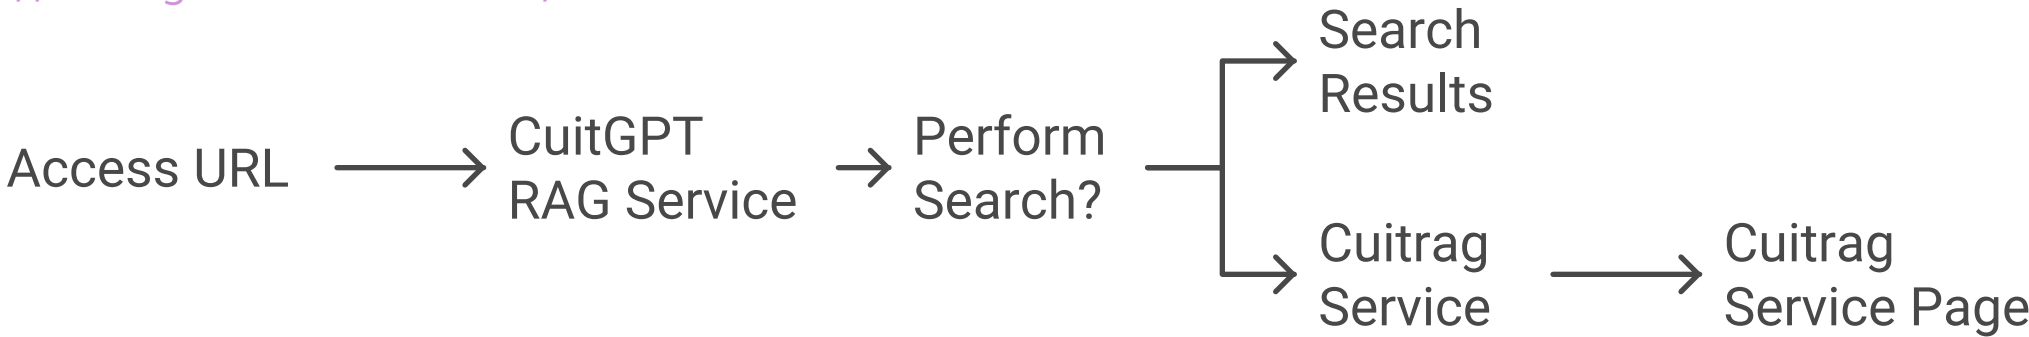 Access URL
CuitGPT
RAG Service
Perform
Search?
Search
Results
Cuitrag
Service
Cuitrag
Service Page